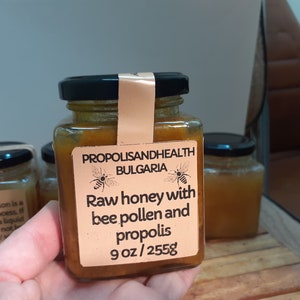 PROPOLISANDHEALTH
BULGARIA
Raw honey with
bee pollen and
propolis
9 oz / 255g